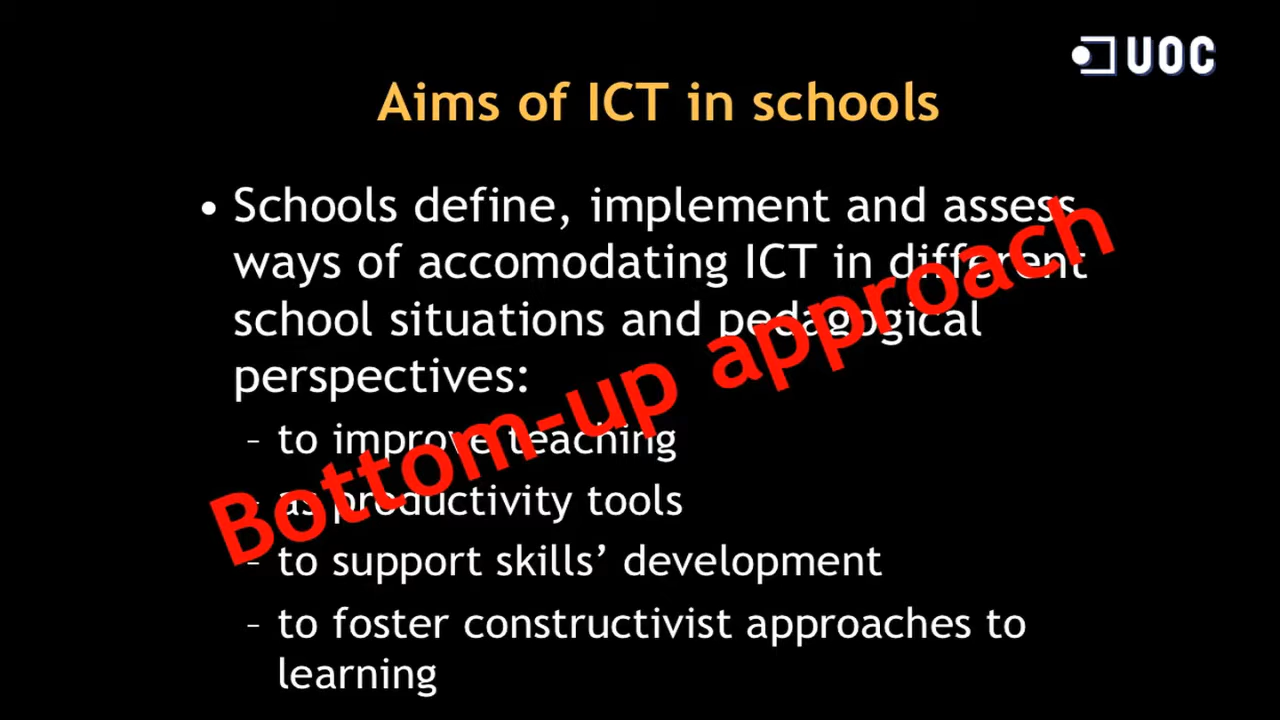 UOC
Aims of ICT in schools
• Schools define, implement and assess
ways of accomodating ICT in different
school situations and pedagogical
perspectives:
– to improve teaching
– as productivity tools
– to support skills’ development
– to foster constructivist approaches to
learning
Bottom-up approach